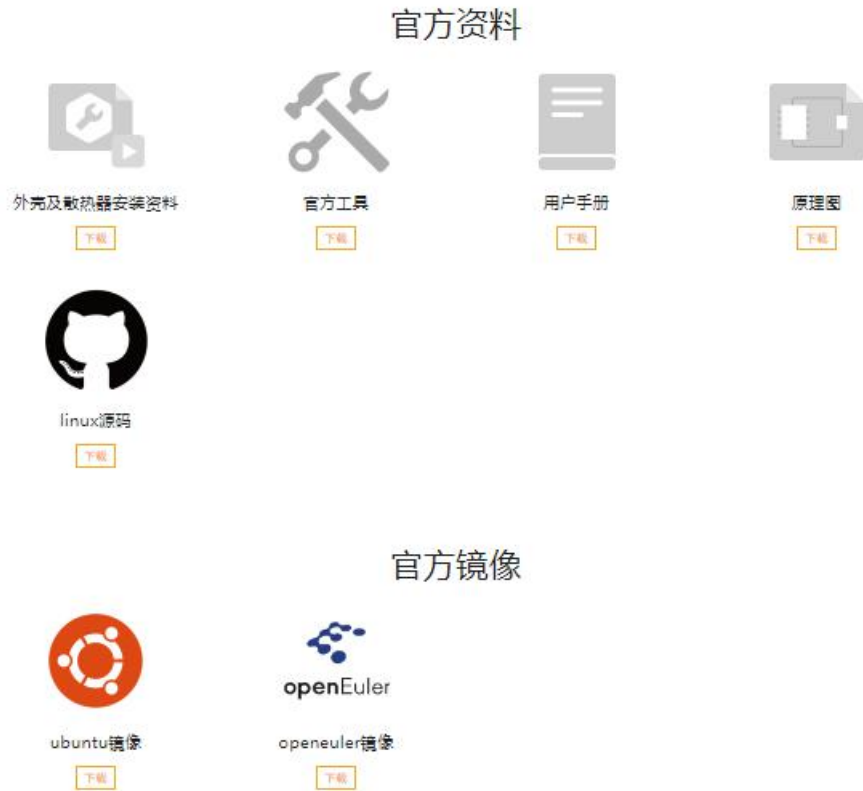 官方资料
外壳及散热器安装资料
官方工具
用户手册
原理图
下载
下载
下载
下载
linux源码
下载
官方镜像
openEuler
ubuntu镜像
openeuler镜像
下载
下载